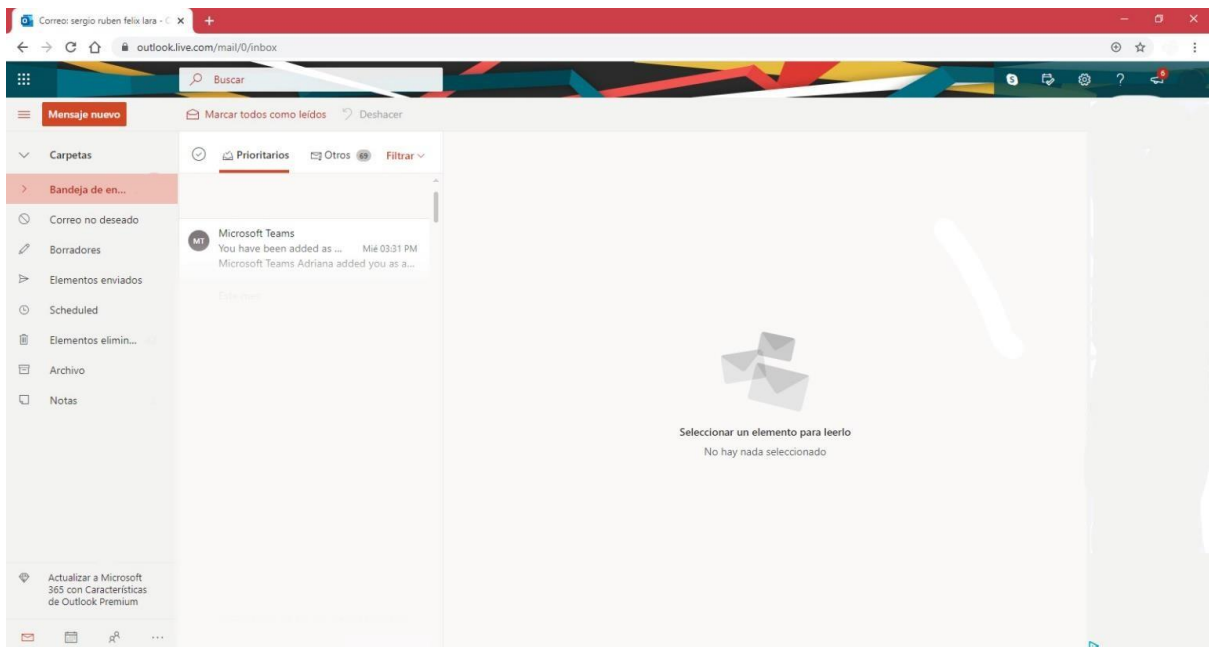 Correo: sergio ruben felix lara - C
outlook.live.com/mail/0/inbox
Buscar
Mensaje nuevo
Marcar todos como leídos
Deshacer
Carpetas
Bandeja de en...
Correo no deseado
Borradores
Elementos enviados
Scheduled
Elementos elimin...
Archivo
Notas
Actualizar a Microsoft
365 con Características
de Outlook Premium
Prioritarios
Otros 69
Filtrar
MT
Microsoft Teams
You have been added as ... Mié 03:31 PM
Microsoft Teams Adriana added you as a...
Seleccionar un elemento para leerlo
No hay nada seleccionado